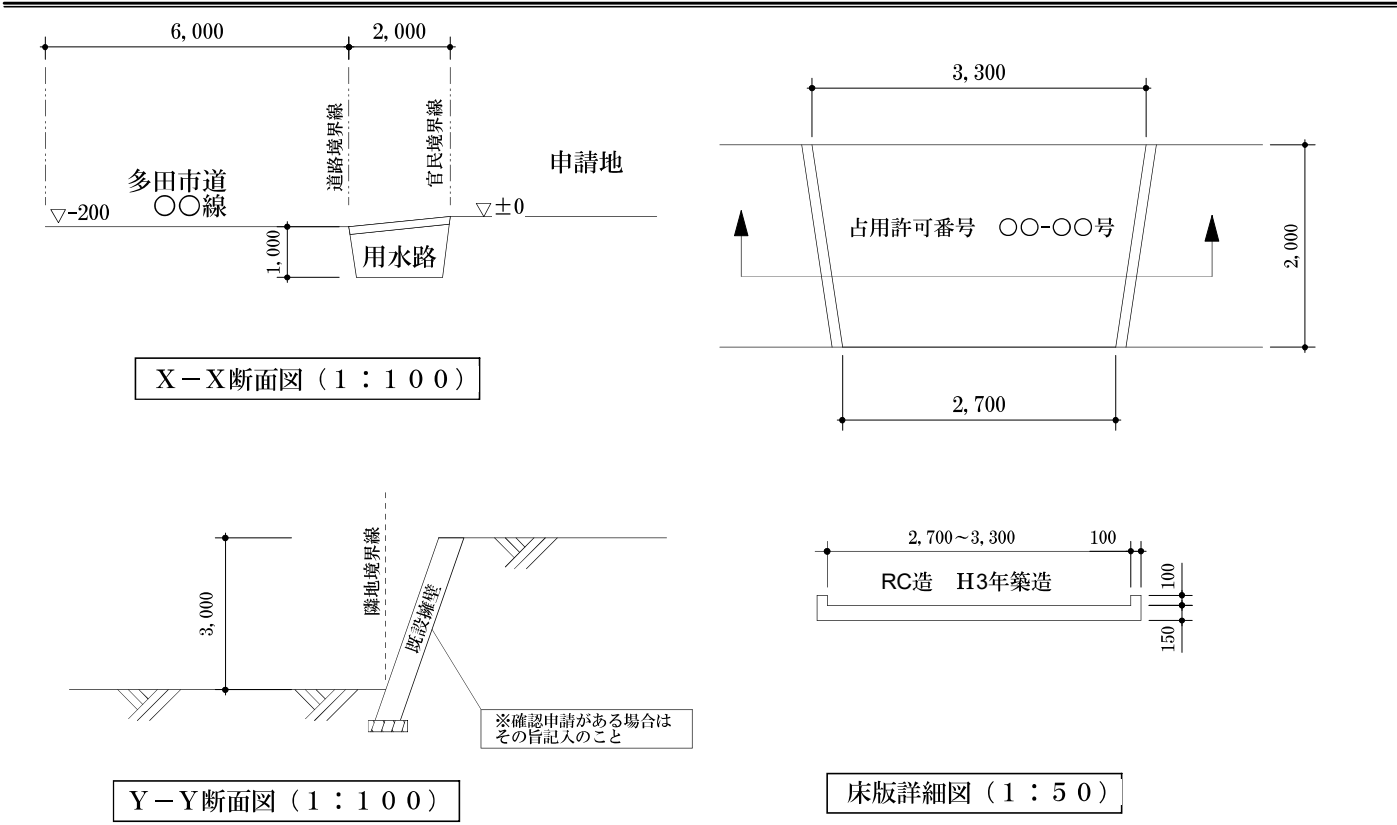 6,000
2,000
道路境界線
官民境界線
申請地
多田市道
○○線
▽-200
▽±0
1,000
用水路
X－X断面図（１：１００）
3,300
占用許可番号　○○-○○号
2,000
2,700
隣地境界線
3,000
既設擁壁
※確認申請がある場合は
その旨記入のこと
Y－Y断面図（１：１００）
2,700～3,300
100
RC造　H3年築造
100
150
床版詳細図（１：５０）